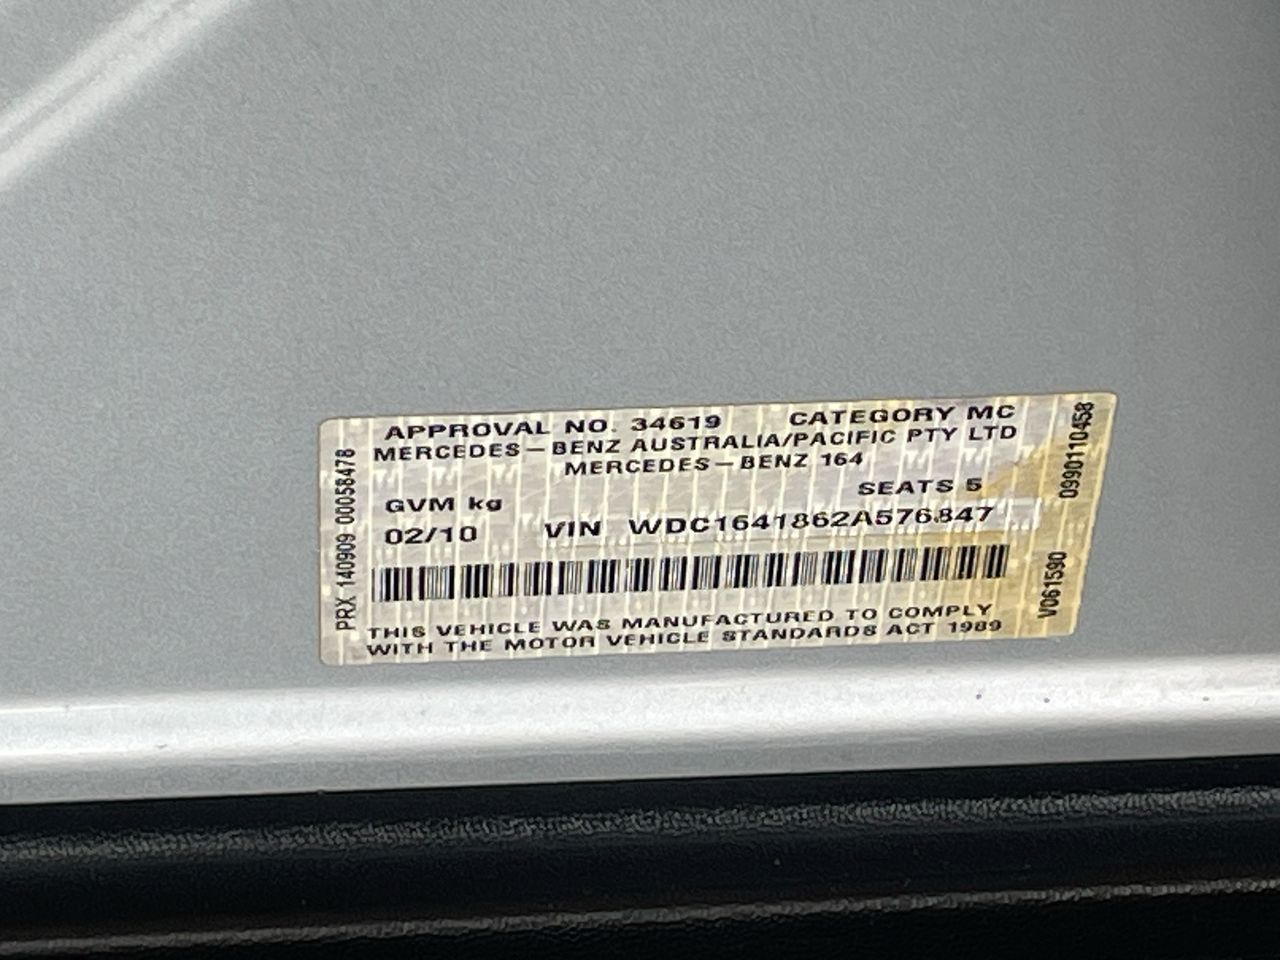 APPROVAL NO. 34619 CATEGORY MC
MERCEDES-BENZ AUSTRALIA/PACIFIC PTY LTD
MERCEDES-BENZ 164
SEATS 5
GVM kg
02/10 VIN WDC1641862A576847
THIS VEHICLE WAS MANUFACTURED TO COMPLY
WITH THE MOTOR VEHICLE STANDARDS ACT 1989
PRX 140909 00058478
0990110458
V061590